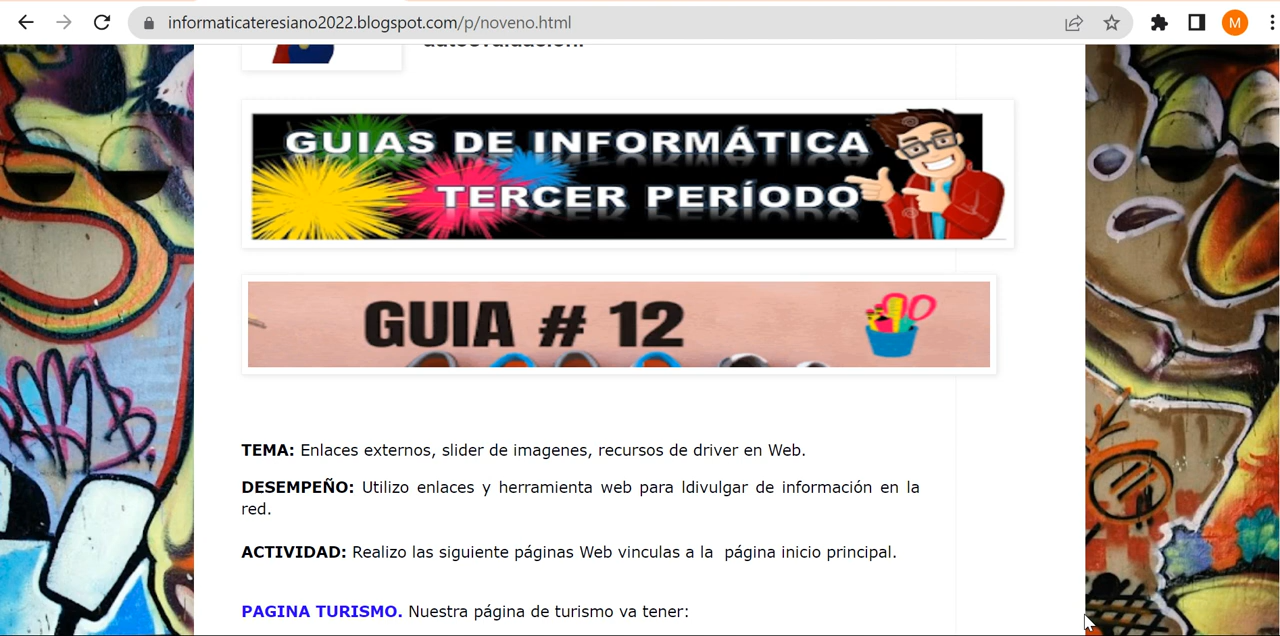 informaticateresiano2022.blogspot.com/p/noveno.html
M
autoevaluación.
GUIAS DE INFORMÁTICA
TERCER PERÍODO
GUIA # 12
TEMA: Enlaces externos, slider de imagenes, recursos de driver en Web.
DESEMPEÑO: Utilizo enlaces y herramienta web para ldivulgar de información en la
red.
ACTIVIDAD: Realizo las siguiente páginas Web vinculas a la página inicio principal.
PAGINA TURISMO. Nuestra página de turismo va tener: